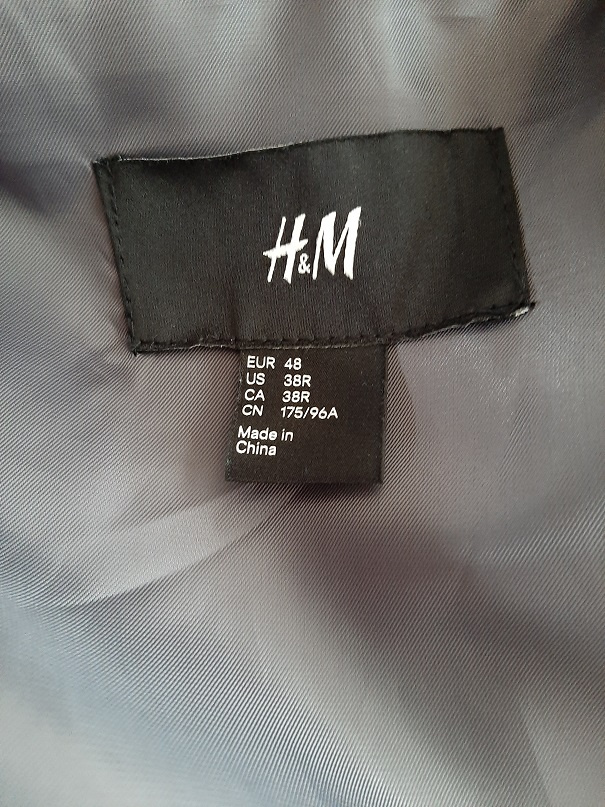 H&M
EUR 48
US 38R
CA 38R
CN 175/96A
Made in
China